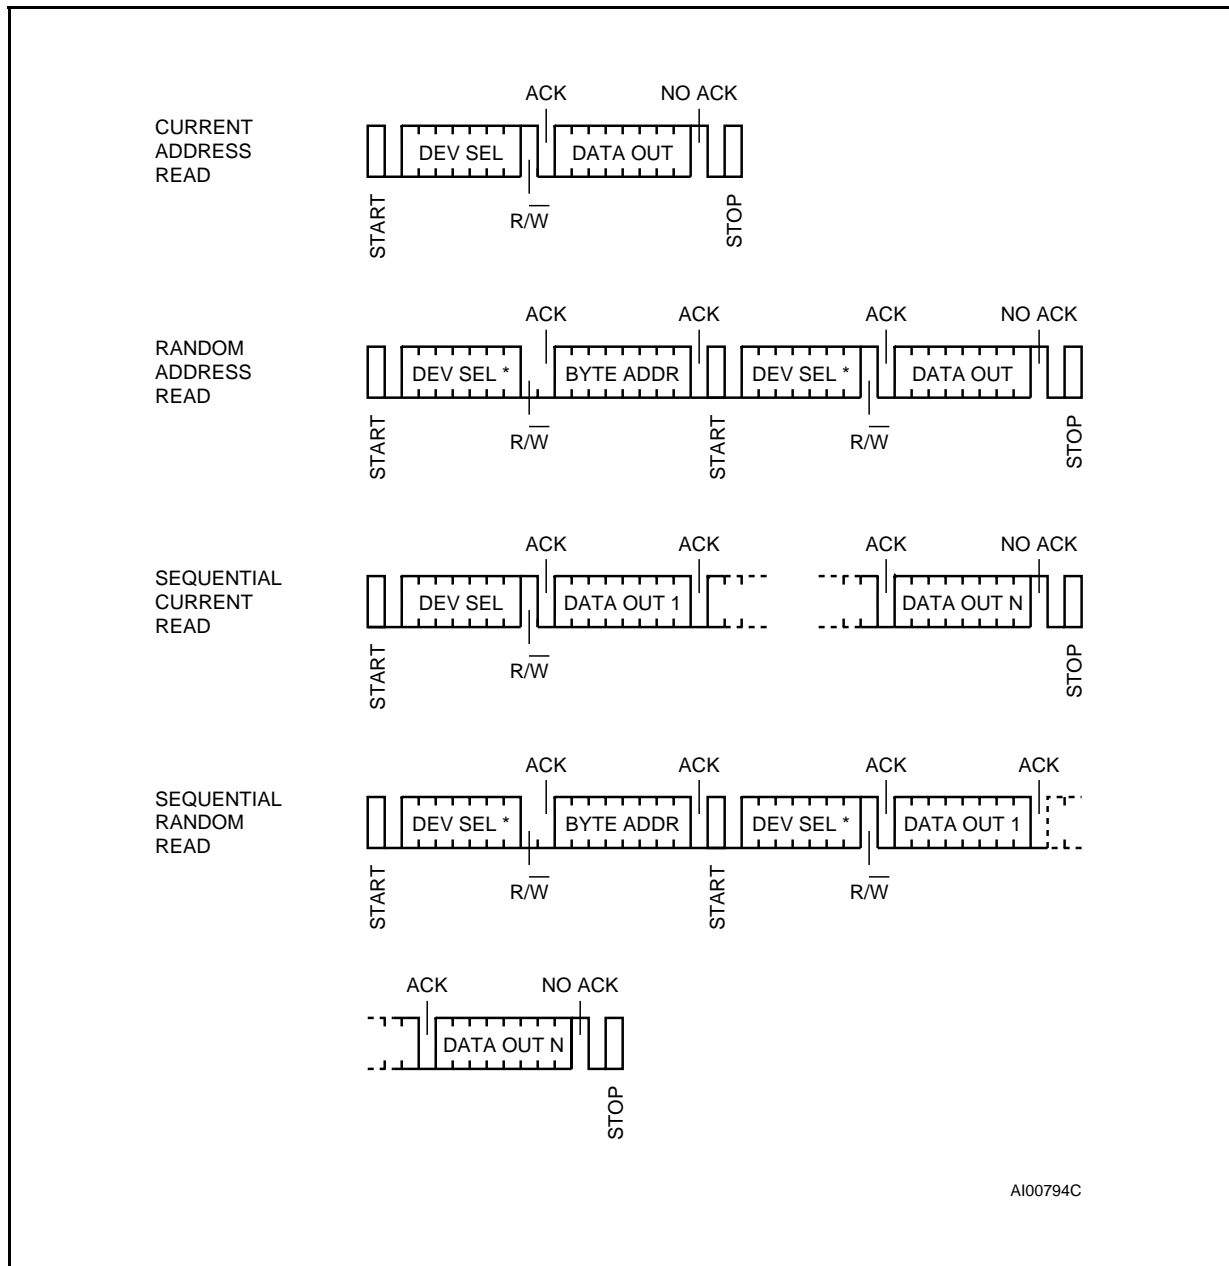 ACK NO ACK
CURRENT
ADDRESS
READ
DEV SEL DATA OUT
R/W̅
START STOP
ACK ACK ACK NO ACK
RANDOM
ADDRESS
READ
DEV SEL * BYTE ADDR DEV SEL * DATA OUT
R/W̅ R/W̅
START START STOP
ACK ACK ACK NO ACK
SEQUENTIAL
CURRENT
READ
DEV SEL DATA OUT 1 DATA OUT N
R/W̅
START STOP
ACK ACK ACK ACK
SEQUENTIAL
RANDOM
READ
DEV SEL * BYTE ADDR DEV SEL * DATA OUT 1
R/W̅ R/W̅
START START
ACK NO ACK
DATA OUT N
STOP
AI00794C